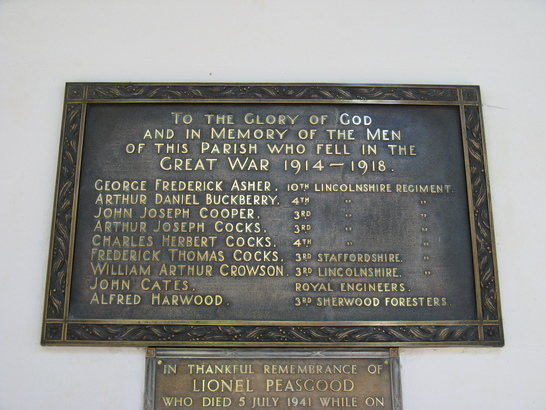 TO THE GLORY OF GOD
AND IN MEMORY OF THE MEN
OF THIS PARISH WHO FELL IN THE
GREAT WAR 1914-1918.
GEORGE FREDERICK ASHER. 10TH LINCOLNSHIRE REGIMENT.
ARTHUR DANIEL BUCKBERRY. 4TH " "
JOHN JOSEPH COOPER. 3RD " "
ARTHUR JOSEPH COCKS. 3RD " "
CHARLES HERBERT COCKS. 4TH " "
FREDERICK THOMAS COCKS. 3RD STAFFORDSHIRE. "
WILLIAM ARTHUR CROWSON. 3RD LINCOLNSHIRE. "
JOHN CATES. ROYAL ENGINEERS.
ALFRED HARWOOD. 3RD SHERWOOD FORESTERS.
IN THANKFUL REMEMBRANCE OF
LIONEL PEASGOOD
WHO DIED 5 JULY 1941 WHILE ON